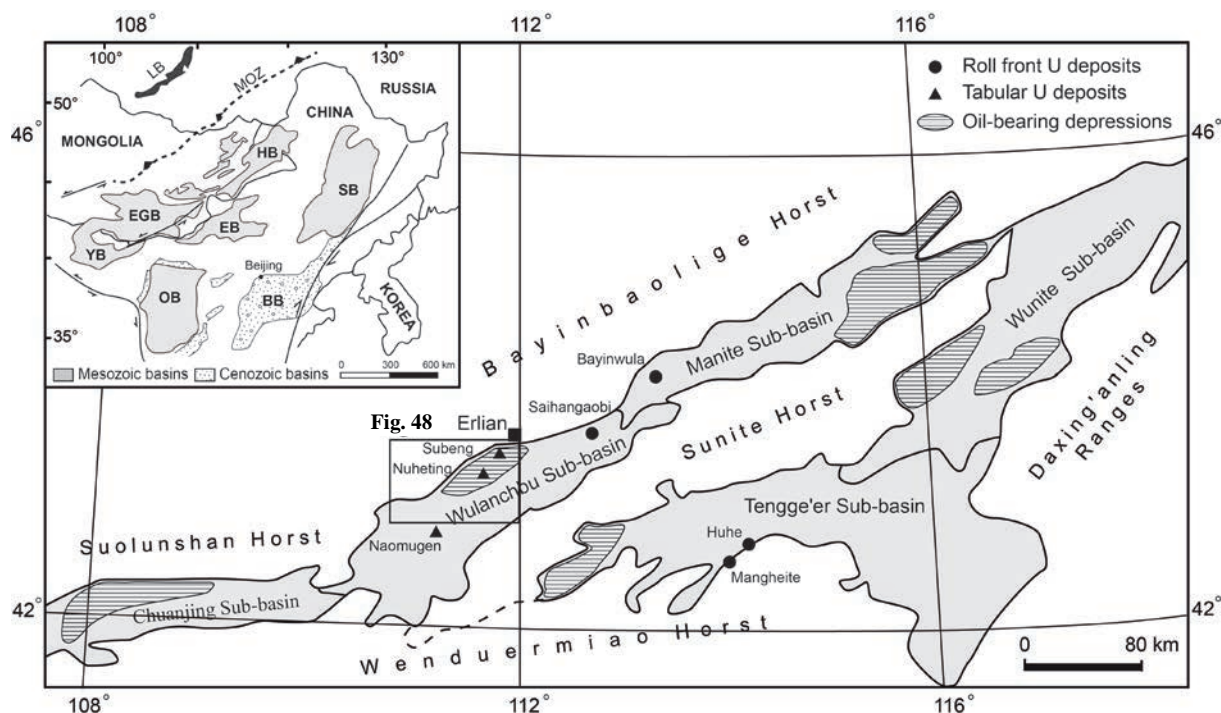 108°
112°
116°
100°
130°
50°
35°
46°
46°
LB
MOZ
RUSSIA
CHINA
MONGOLIA
HB
SB
EGB
EB
YB
Beijing
OB
BB
KOREA
0 300 600 km
Mesozoic basins
Cenozoic basins
Roll front U deposits
Tabular U deposits
Oil-bearing depressions
Bayinbaolige Horst
Manite Sub-basin
Wunite Sub-basin
Bayinwula
Saihangaobi
Sunite Horst
Daxing'anling
Ranges
Fig. 48
Erlian
Subeng
Nuheting
Wulanchbu Sub-basin
Tengge'er Sub-basin
Naomugen
Huhe
Mangheite
Suolunshan Horst
Chuanjing Sub-basin
Wenduermiao Horst
42°
42°
0 80 km
108°
112°
116°